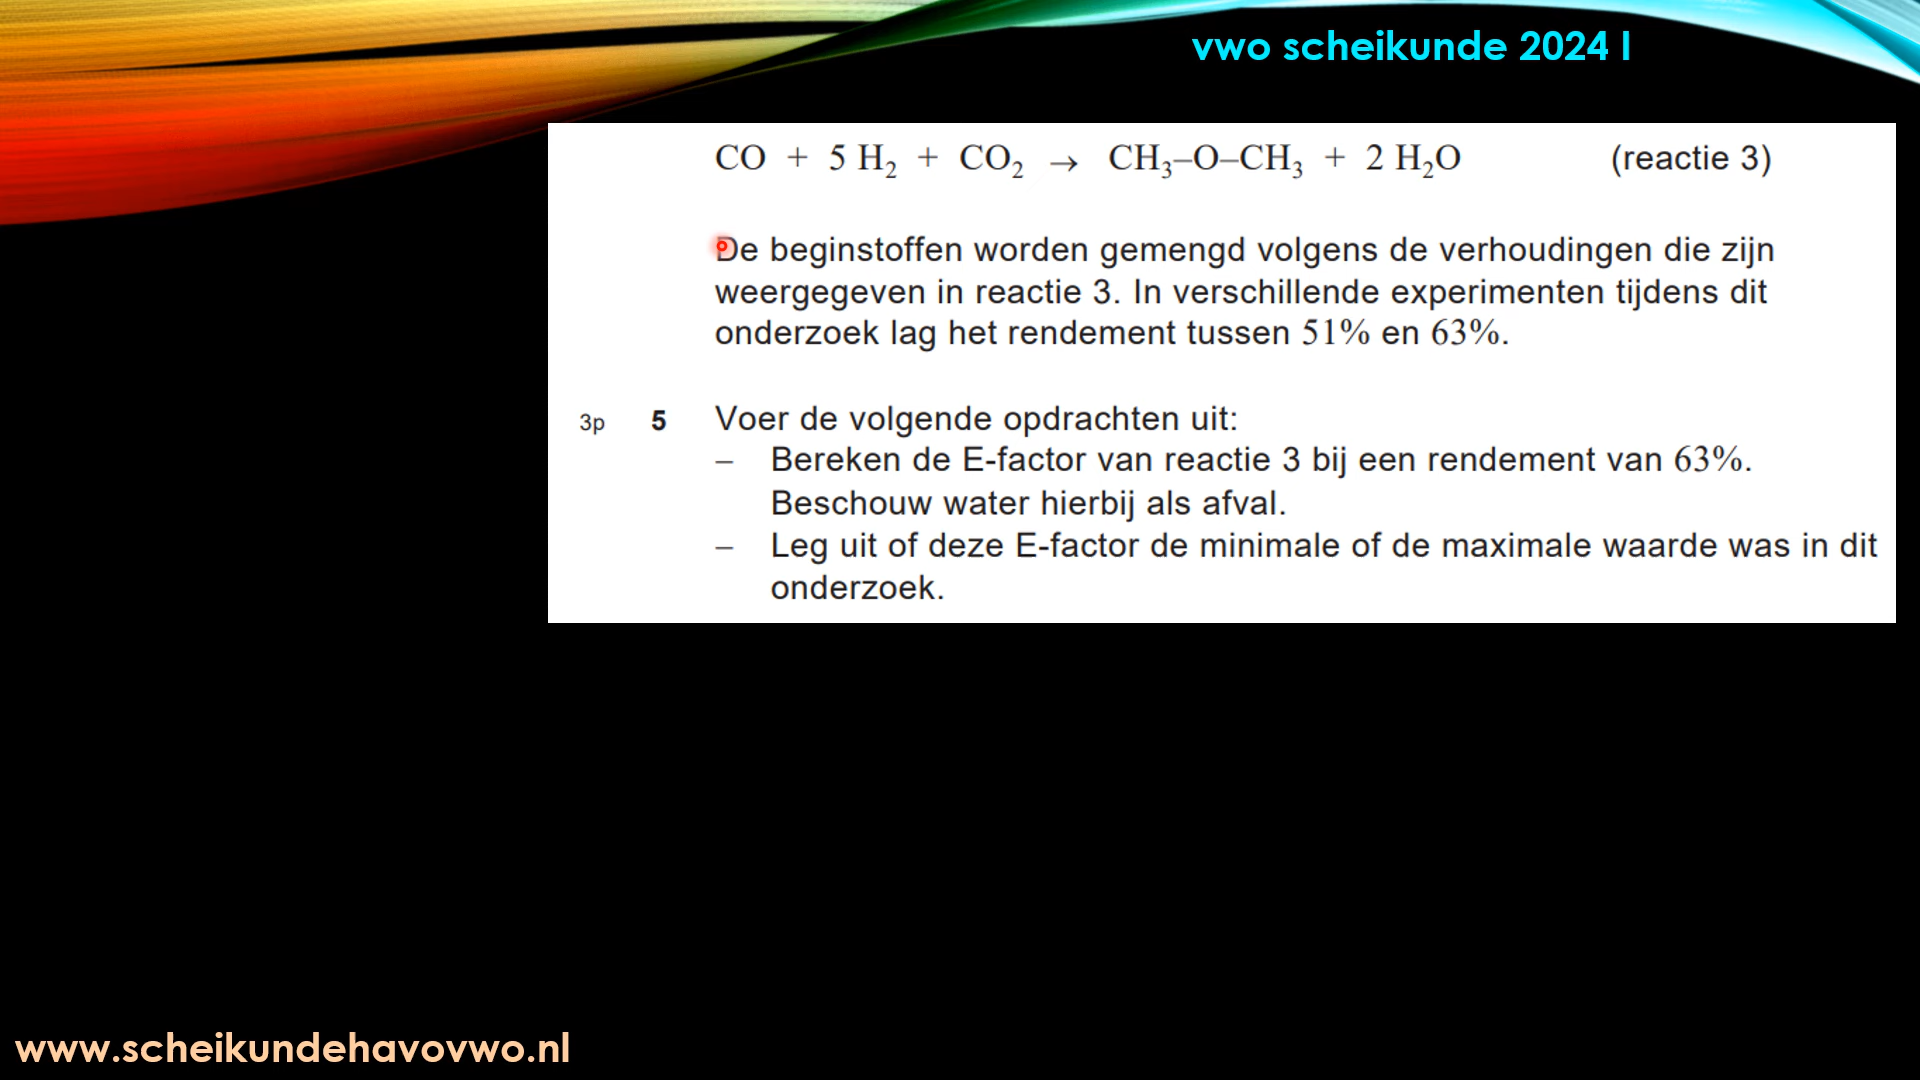 vwo scheikunde 2024 I
CO + 5 H₂ + CO₂ → CH₃–O–CH₃ + 2 H₂O (reactie 3)
De beginstoffen worden gemengd volgens de verhoudingen die zijn
weergegeven in reactie 3. In verschillende experimenten tijdens dit
onderzoek lag het rendement tussen 51% en 63%.
3p 5 Voer de volgende opdrachten uit:
– Bereken de E-factor van reactie 3 bij een rendement van 63%.
Beschouw water hierbij als afval.
– Leg uit of deze E-factor de minimale of de maximale waarde was in dit
onderzoek.
www.scheikundehavovwo.nl